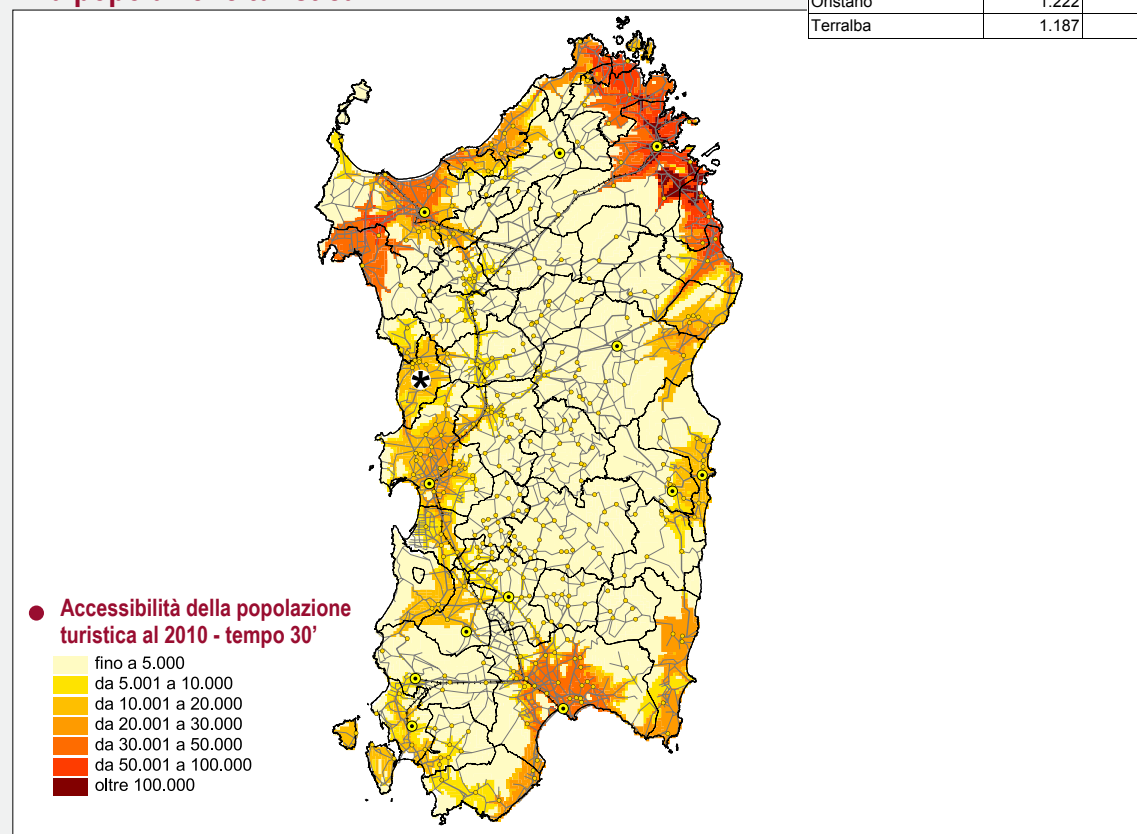 Oristano 1.222
Terralba 1.187
Accessibilità della popolazione
turistica al 2010 - tempo 30’
fino a 5.000
da 5.001 a 10.000
da 10.001 a 20.000
da 20.001 a 30.000
da 30.001 a 50.000
da 50.001 a 100.000
oltre 100.000